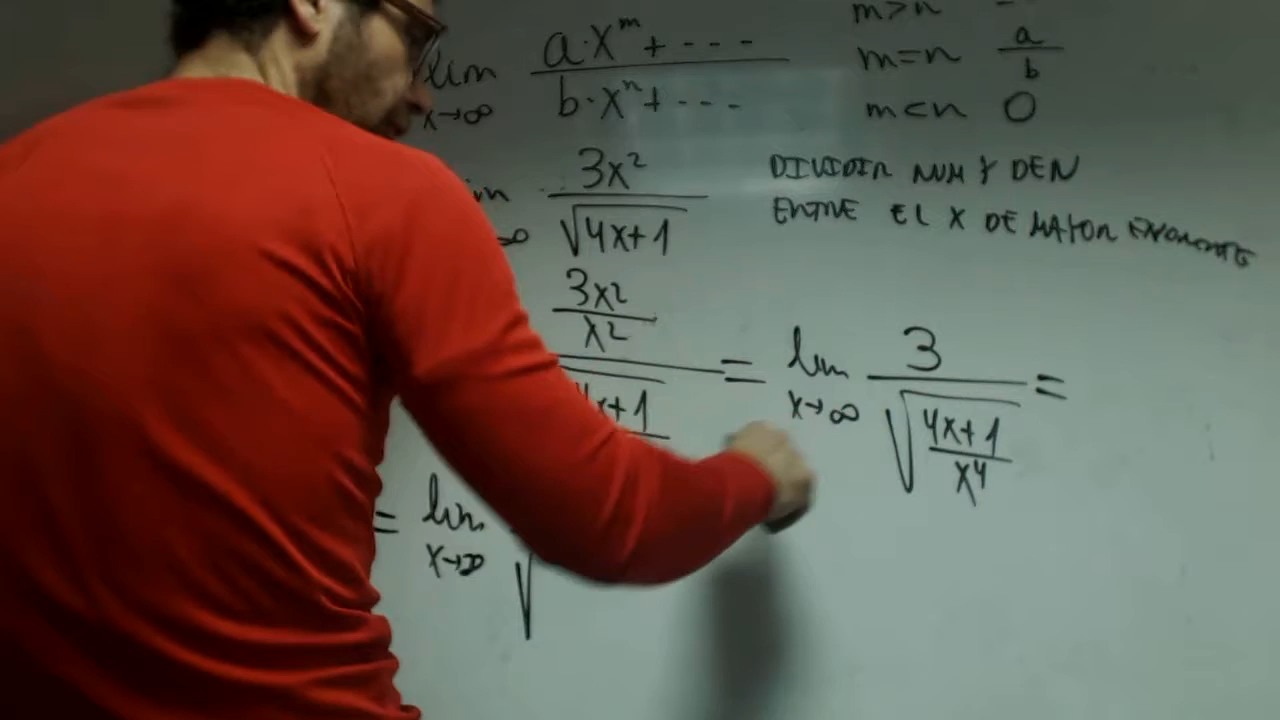 m>n
lim a·x^m + ---
x→∞ b·x^n + ---
m=n a/b
m<n 0
3x²
√4x+1
DIVIDIR NUM Y DEN
ENTRE EL X DE MAYOR EXPONENTE
3x²
x²
4x+1
= lim 3 =
x→∞ √4x+1
x⁴
= lim
x→∞ √